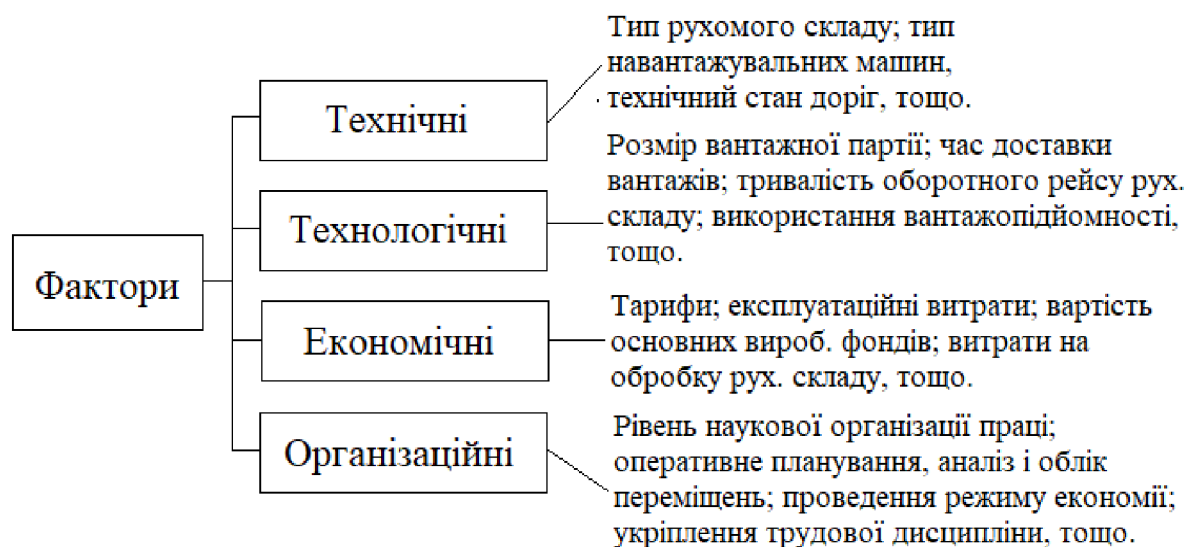 Фактори
Технічні
Тип рухомого складу; тип
навантажувальних машин,
технічний стан доріг, тощо.
Технологічні
Розмір вантажної партії; час доставки
вантажів; тривалість оборотного рейсу рух.
складу; використання вантажопідйомності,
тощо.
Економічні
Тарифи; експлуатаційні витрати; вартість
основних вироб. фондів; витрати на
обробку рух. складу, тощо.
Організаційні
Рівень наукової організації праці;
оперативне планування, аналіз і облік
переміщень; проведення режиму економії;
укріплення трудової дисципліни, тощо.